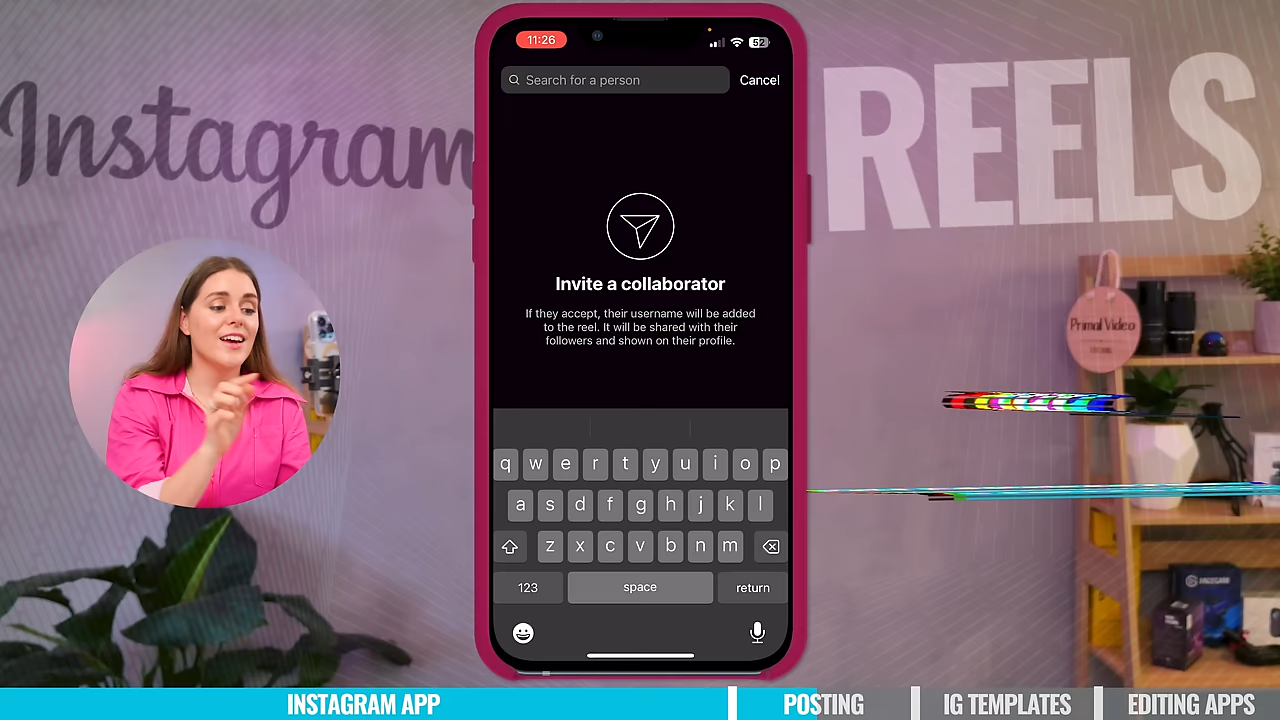 Instagram
REELS
11:26
52
Search for a person
Cancel
Invite a collaborator
If they accept, their username will be added
to the reel. It will be shared with their
followers and shown on their profile.
q w e r t y u i o p
a s d f g h j k l
z x c v b n m
123 space return
Primal Video
INSTAGRAM APP
POSTING
IG TEMPLATES
EDITING APPS